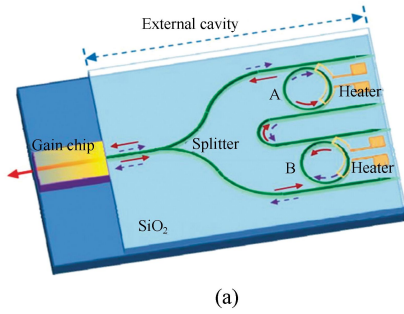 External cavity
A
Heater
Gain chip
Splitter
B
Heater
SiO₂
(a)